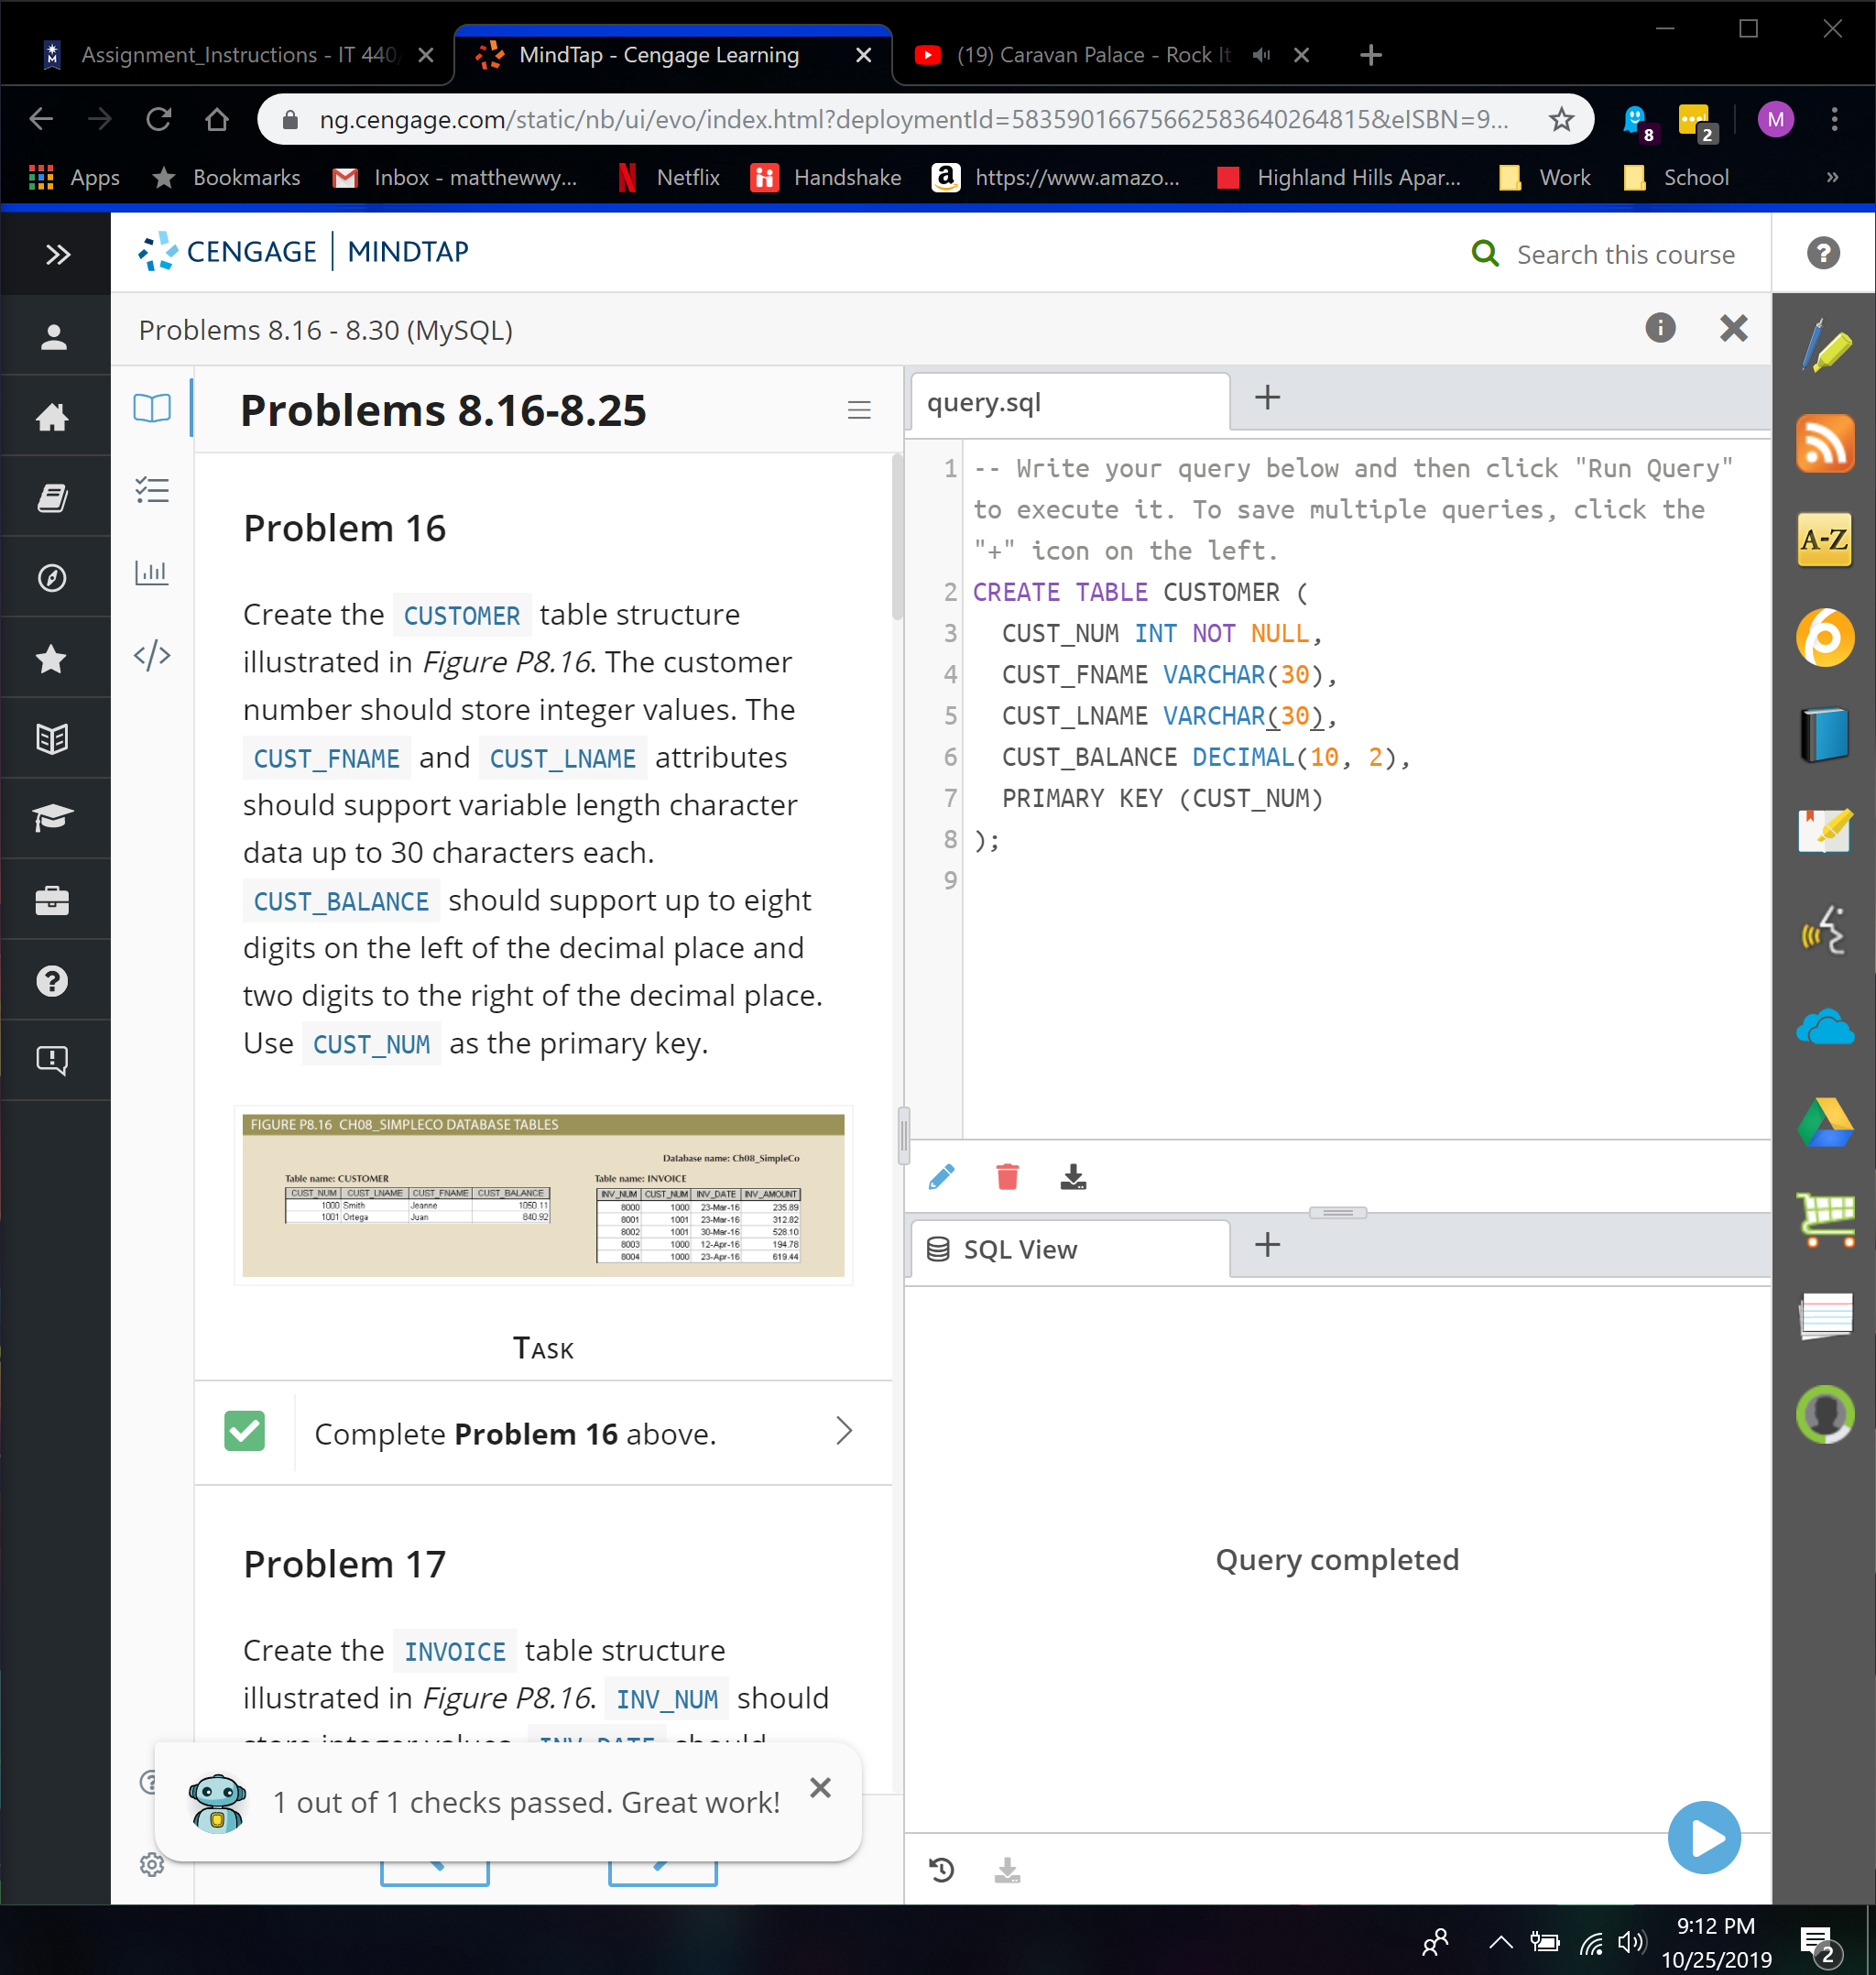 Assignment_Instructions - IT 440,
MindTap - Cengage Learning
(19) Caravan Palace - Rock It
ng.cengage.com/static/nb/ui/evo/index.html?deploymentId=58359016675662583640264815&eISBN=9...
8
2
M
Apps
Bookmarks
Inbox - matthewwy...
Netflix
Handshake
https://www.amazo...
Highland Hills Apar...
Work
School
»
CENGAGE | MINDTAP
Search this course
Problems 8.16 - 8.30 (MySQL)
Problems 8.16-8.25
Problem 16
Create the CUSTOMER table structure
illustrated in Figure P8.16. The customer
number should store integer values. The
CUST_FNAME and CUST_LNAME attributes
should support variable length character
data up to 30 characters each.
CUST_BALANCE should support up to eight
digits on the left of the decimal place and
two digits to the right of the decimal place.
Use CUST_NUM as the primary key.
FIGURE P8.16 CH08_SIMPLECO DATABASE TABLES
Database name: Ch08_SimpleCo
Table name: CUSTOMER
CUST_NUM CUST_LNAME CUST_FNAME CUST_BALANCE
1000 Smith Jeanne 1050.11
1001 Ortega Juan 840.92
Table name: INVOICE
INV_NUM CUST_NUM INV_DATE INV_AMOUNT
8000 1000 23-Mar-16 235.89
8001 1001 23-Mar-16 312.82
8002 1001 30-Mar-16 528.10
8003 1000 12-Apr-16 194.78
8004 1000 23-Apr-16 619.44
TASK
Complete Problem 16 above.
Problem 17
Create the INVOICE table structure
illustrated in Figure P8.16. INV_NUM should
store integer values. INV_DATE should
1 out of 1 checks passed. Great work!
query.sql
1 -- Write your query below and then click "Run Query"
to execute it. To save multiple queries, click the
"+" icon on the left.
2 CREATE TABLE CUSTOMER (
3 CUST_NUM INT NOT NULL,
4 CUST_FNAME VARCHAR(30),
5 CUST_LNAME VARCHAR(30),
6 CUST_BALANCE DECIMAL(10, 2),
7 PRIMARY KEY (CUST_NUM)
8 );
9
SQL View
Query completed
A-Z
9:12 PM
10/25/2019
2